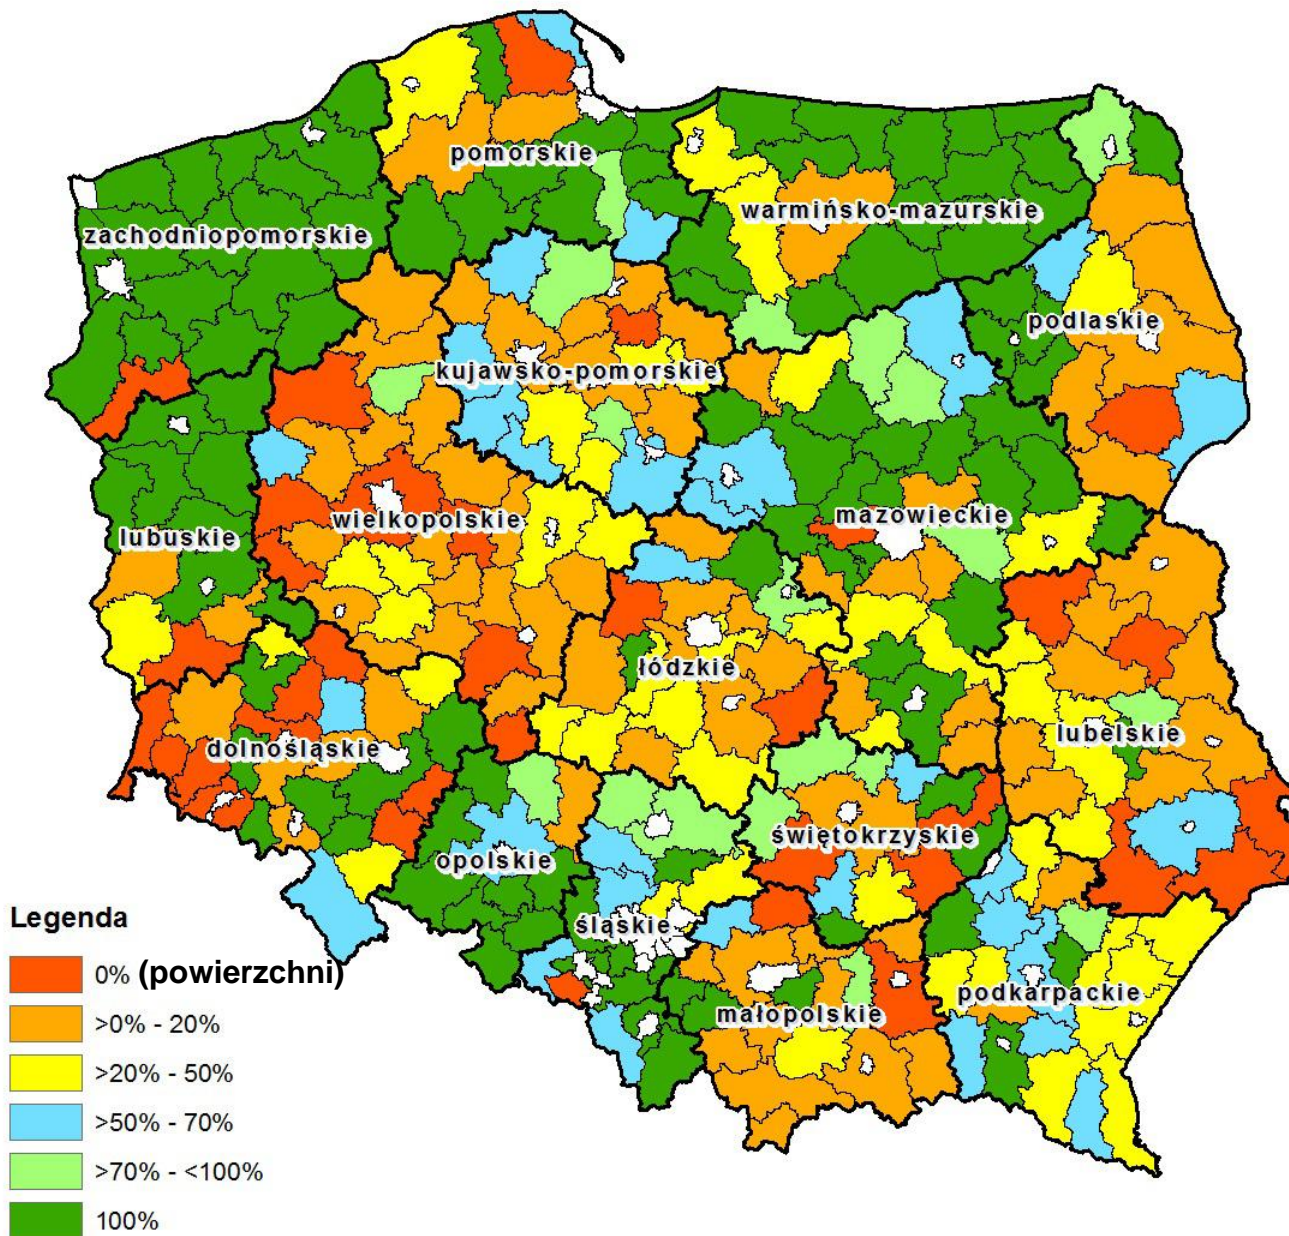 pomorskie
warmińsko-mazurskie
zachodniopomorskie
podlaskie
kujawsko-pomorskie
mazowieckie
wielkopolskie
lubuskie
łódzkie
lubelskie
dolnośląskie
świętokrzyskie
opolskie
śląskie
podkarpackie
małopolskie
Legenda
0% (powierzchni)
>0% - 20%
>20% - 50%
>50% - 70%
>70% - <100%
100%